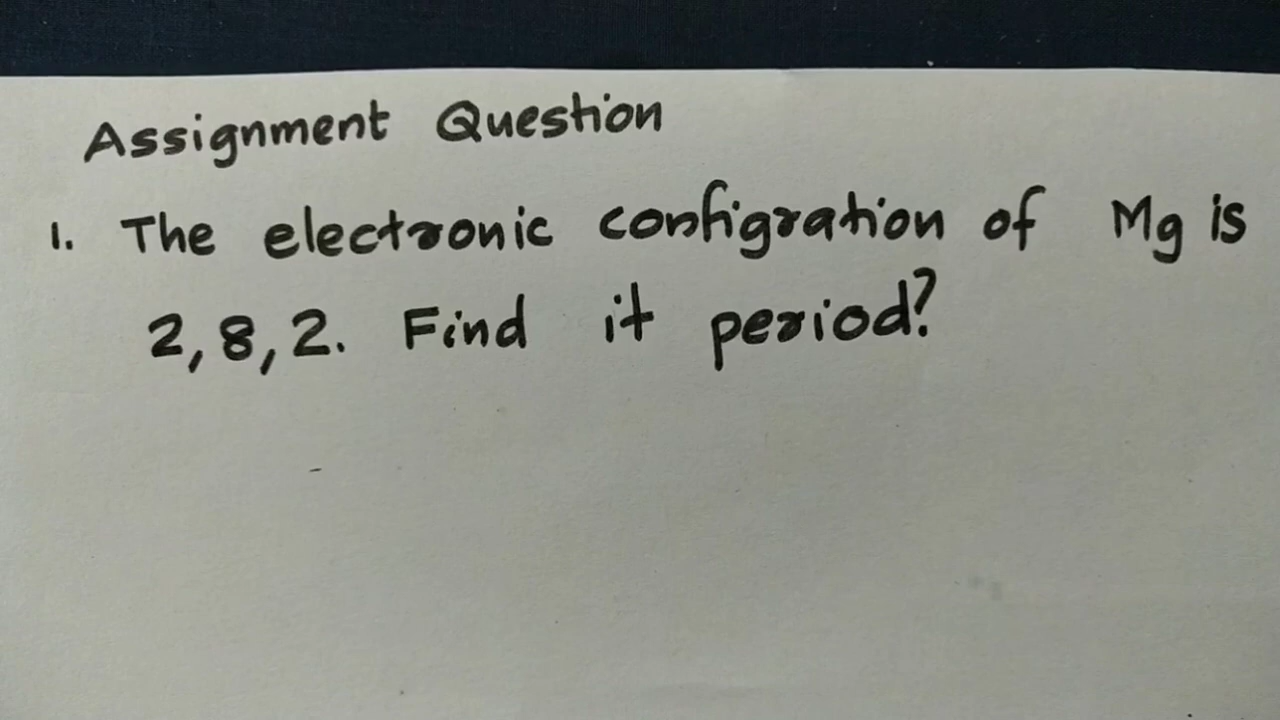 Assignment Question
1. The electronic configration of Mg is
2,8,2. Find it period?